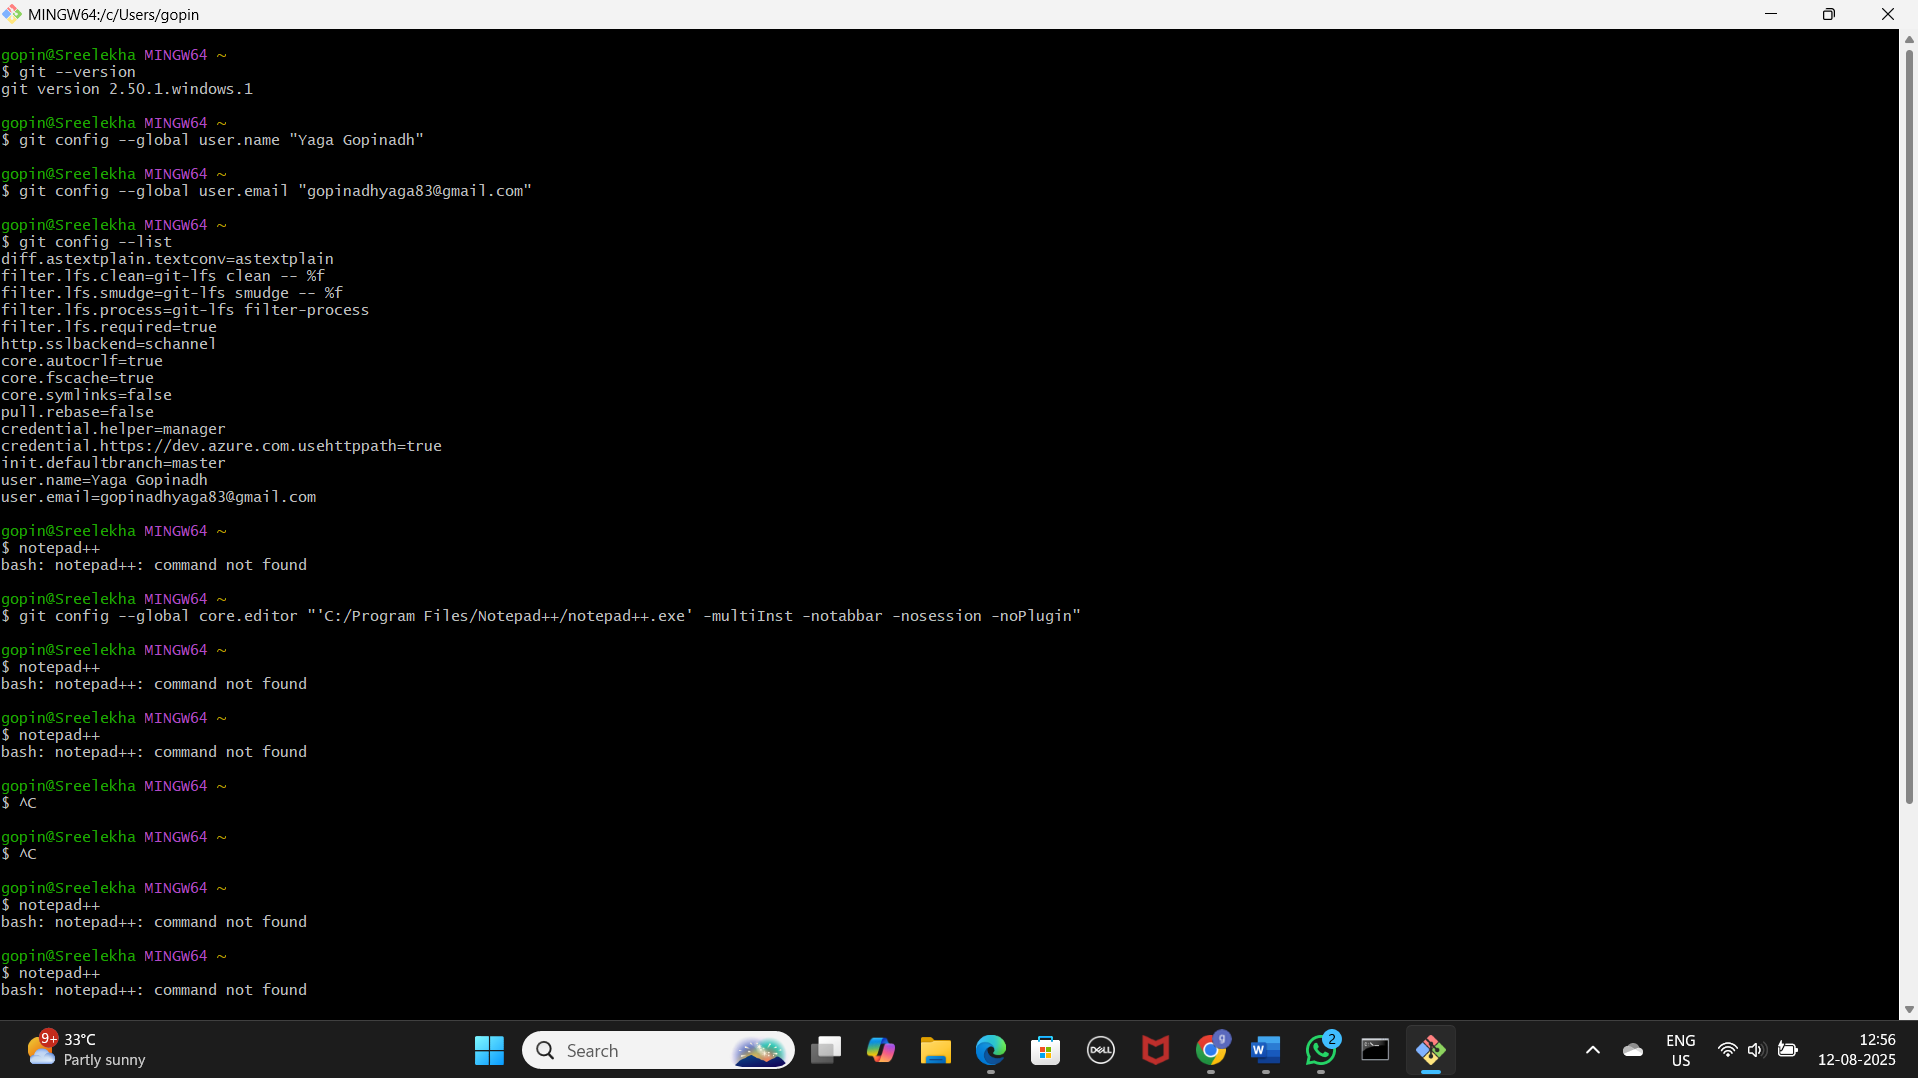 MINGW64:/c/Users/gopin
gopin@Sreelekha MINGW64 ~
$ git --version
git version 2.50.1.windows.1
gopin@Sreelekha MINGW64 ~
$ git config --global user.name "Yaga Gopinadh"
gopin@Sreelekha MINGW64 ~
$ git config --global user.email "gopinadhyaga83@gmail.com"
gopin@Sreelekha MINGW64 ~
$ git config --list
diff.astextplain.textconv=astextplain
filter.lfs.clean=git-lfs clean -- %f
filter.lfs.smudge=git-lfs smudge -- %f
filter.lfs.process=git-lfs filter-process
filter.lfs.required=true
http.sslbackend=schannel
core.autocrlf=true
core.fscache=true
core.symlinks=false
pull.rebase=false
credential.helper=manager
credential.https://dev.azure.com.usehttppath=true
init.defaultbranch=master
user.name=Yaga Gopinadh
user.email=gopinadhyaga83@gmail.com
gopin@Sreelekha MINGW64 ~
$ notepad++
bash: notepad++: command not found
gopin@Sreelekha MINGW64 ~
$ git config --global core.editor "'C:/Program Files/Notepad++/notepad++.exe' -multiInst -notabbar -nosession -noPlugin"
gopin@Sreelekha MINGW64 ~
$ notepad++
bash: notepad++: command not found
gopin@Sreelekha MINGW64 ~
$ notepad++
bash: notepad++: command not found
gopin@Sreelekha MINGW64 ~
$ ^C
gopin@Sreelekha MINGW64 ~
$ ^C
gopin@Sreelekha MINGW64 ~
$ notepad++
bash: notepad++: command not found
gopin@Sreelekha MINGW64 ~
$ notepad++
bash: notepad++: command not found
9+
33°C
Partly sunny
Search
DELL
9
W
2
ENG
US
12:56
12-08-2025